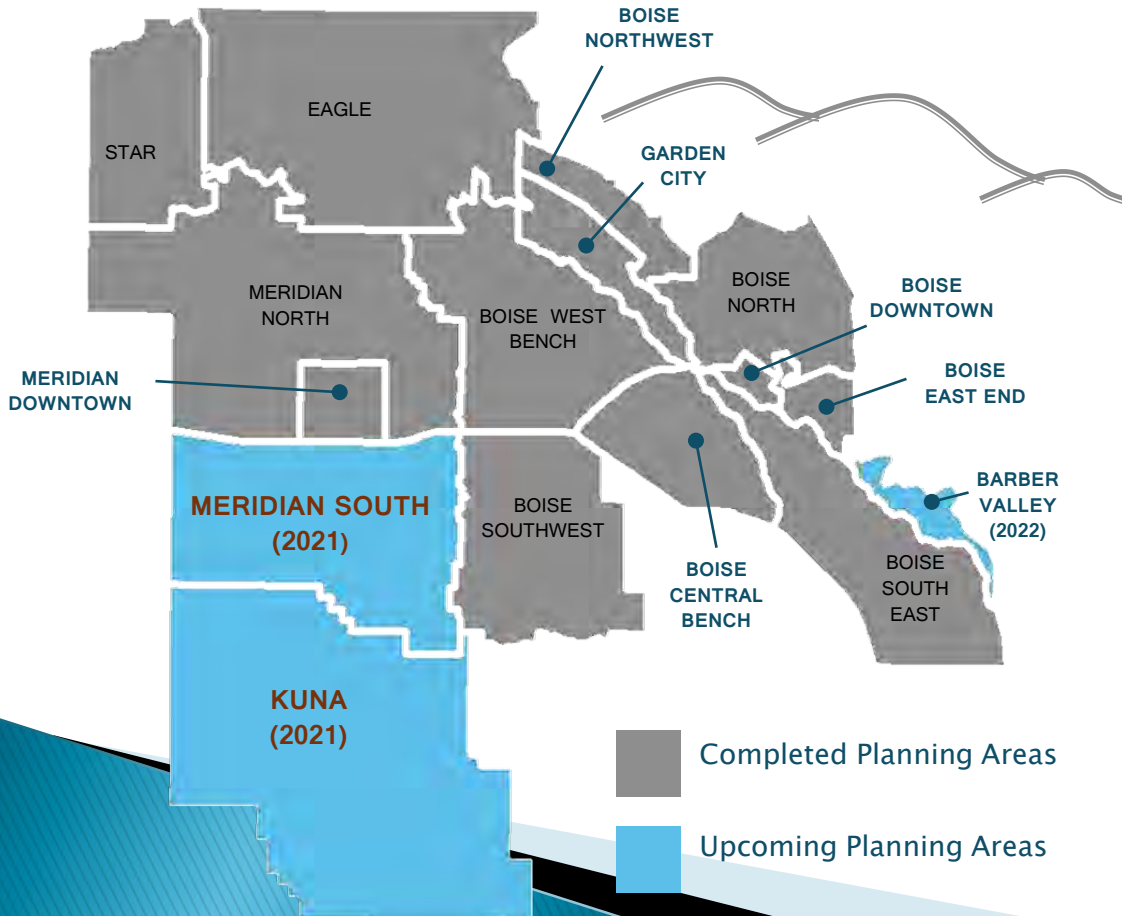 BOISE
NORTHWEST
EAGLE
STAR
GARDEN
CITY
MERIDIAN
NORTH
BOISE WEST
BENCH
BOISE
NORTH
BOISE
DOWNTOWN
MERIDIAN
DOWNTOWN
BOISE
EAST END
MERIDIAN SOUTH
(2021)
BOISE
SOUTHWEST
BARBER
VALLEY
(2022)
BOISE
CENTRAL
BENCH
BOISE
SOUTH
EAST
KUNA
(2021)
Completed Planning Areas
Upcoming Planning Areas